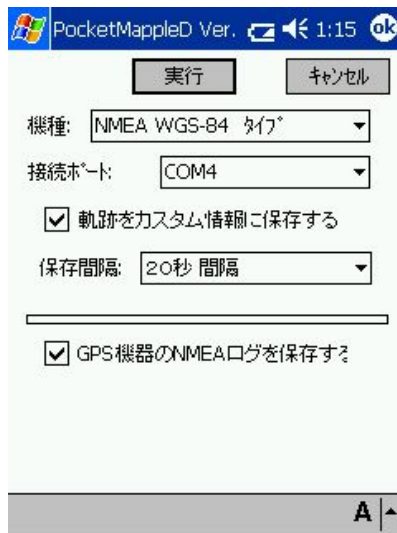 PocketMappleD Ver. 1:15 ok
実行 ｷｬﾝｾﾙ
機種: NMEA WGS-84 ﾀｲﾌﾟ
接続ﾎﾟｰﾄ: COM4
軌跡をカスタム情報に保存する
保存間隔: 20秒 間隔
GPS機器のNMEAログを保存する
A